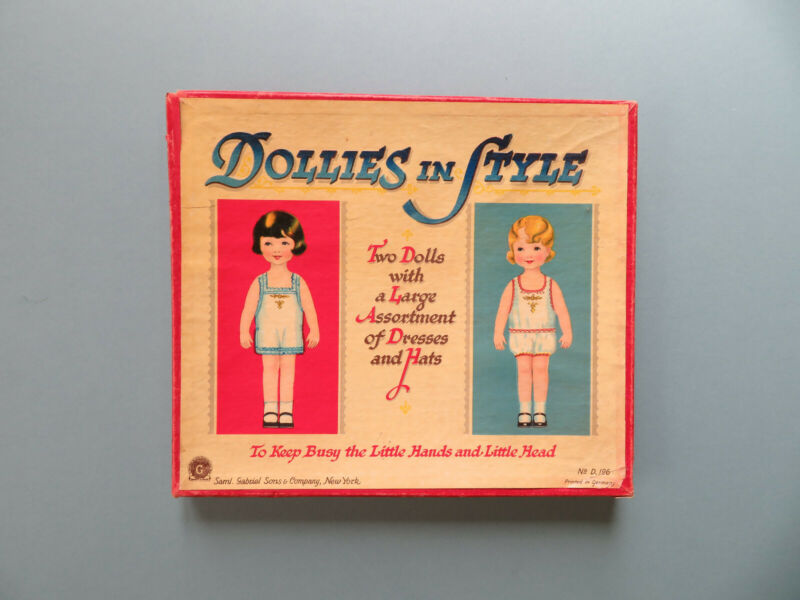 Dollies in Style
Two Dolls
with
a Large
Assortment
of Dresses
and Hats
To Keep Busy the Little Hands and Little Head
G
Saml. Gabriel Sons & Company, New York
No D.196
Printed in Germany